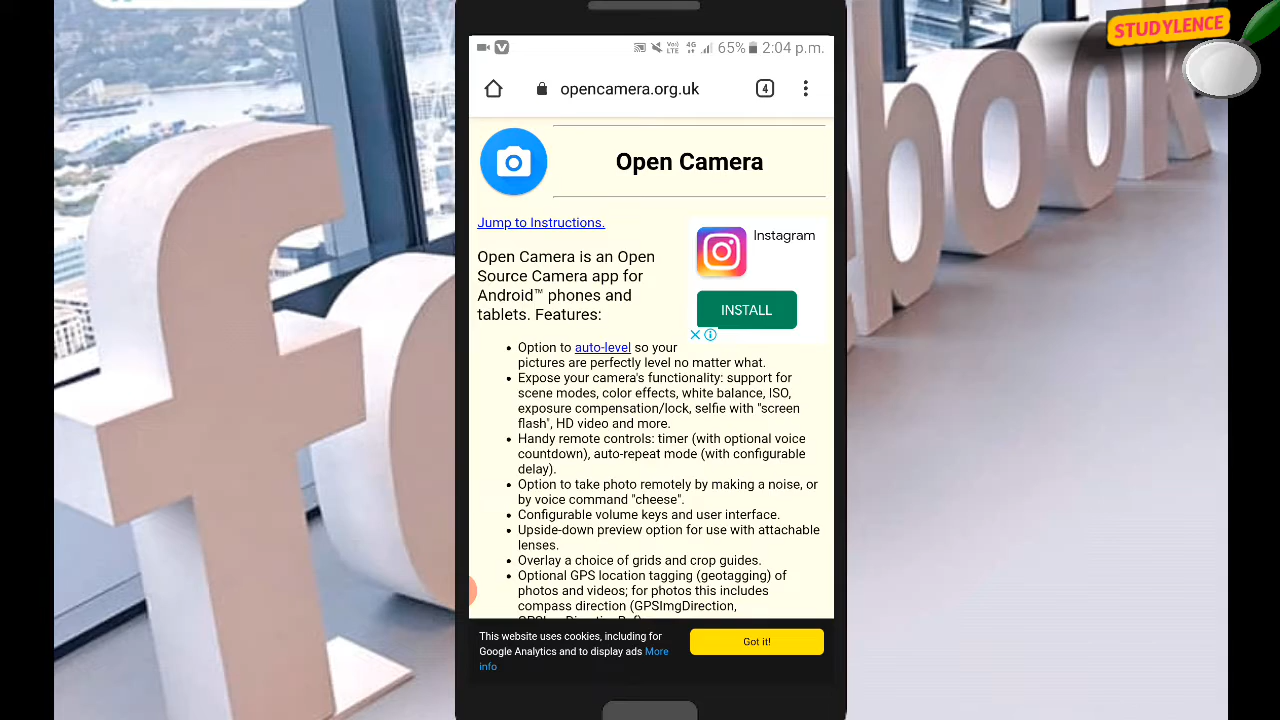 STUDYLENCE
Vo)) LTE 4G 65% 2:04 p.m.
opencamera.org.uk 4
Open Camera
Jump to Instructions.
Instagram
INSTALL
Open Camera is an Open
Source Camera app for
Android™ phones and
tablets. Features:
Option to auto-level so your
pictures are perfectly level no matter what.
Expose your camera's functionality: support for
scene modes, color effects, white balance, ISO,
exposure compensation/lock, selfie with "screen
flash", HD video and more.
Handy remote controls: timer (with optional voice
countdown), auto-repeat mode (with configurable
delay).
Option to take photo remotely by making a noise, or
by voice command "cheese".
Configurable volume keys and user interface.
Upside-down preview option for use with attachable
lenses.
Overlay a choice of grids and crop guides.
Optional GPS location tagging (geotagging) of
photos and videos; for photos this includes
compass direction (GPSImgDirection,
This website uses cookies, including for
Google Analytics and to display ads More
info
Got it!
f
book